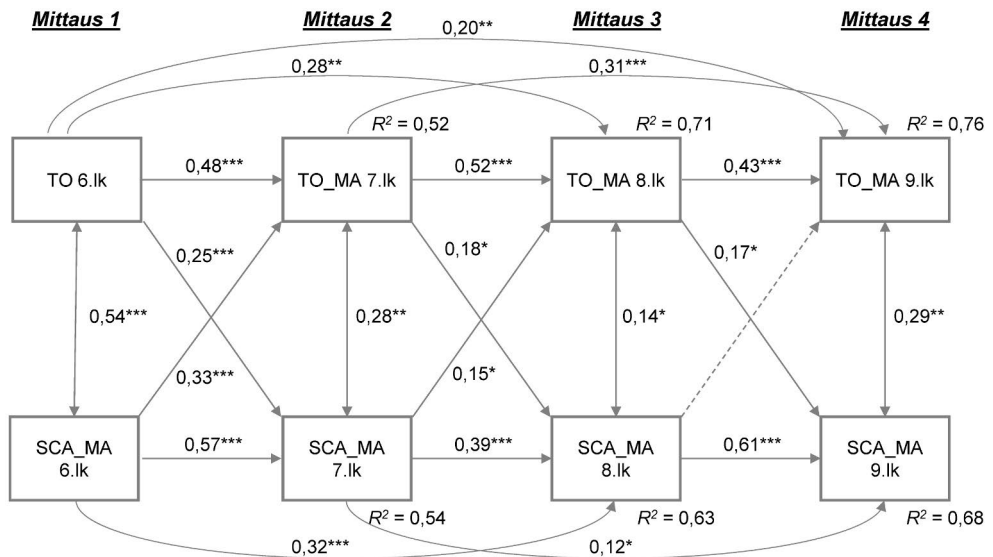 Mittaus 1 Mittaus 2 Mittaus 3 Mittaus 4
0,20**
0,28** 0,31***
R² = 0,52 R² = 0,71 R² = 0,76
TO 6.lk 0,48*** TO_MA 7.lk 0,52*** TO_MA 8.lk 0,43*** TO_MA 9.lk
0,25*** 0,18* 0,17*
0,54*** 0,28** 0,14* 0,29**
0,33*** 0,15*
SCA_MA 6.lk 0,57*** SCA_MA 7.lk 0,39*** SCA_MA 8.lk 0,61*** SCA_MA 9.lk
R² = 0,54 R² = 0,63 R² = 0,68
0,32*** 0,12*